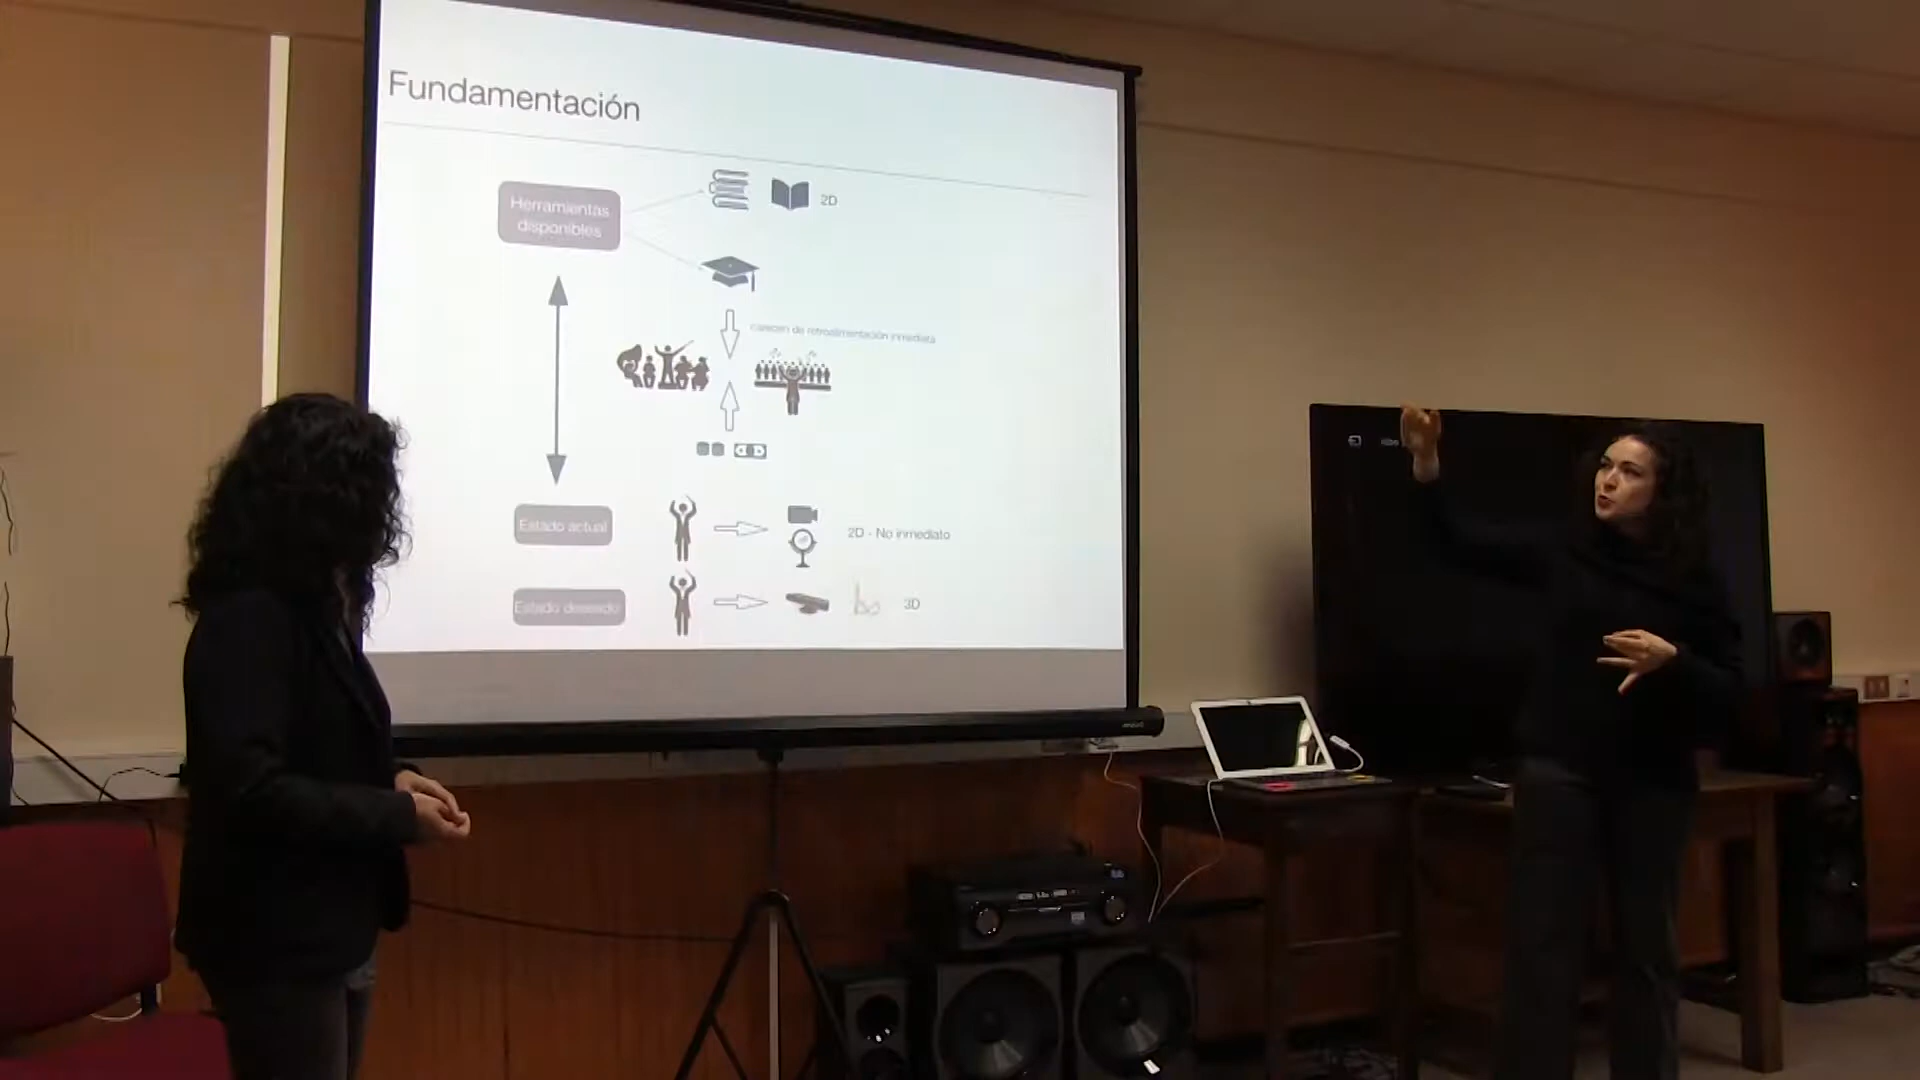 Fundamentación
Herramientas
disponibles
2D
carecen de retroalimentación inmediata
Estado actual
2D - No inmediato
Estado deseado
3D